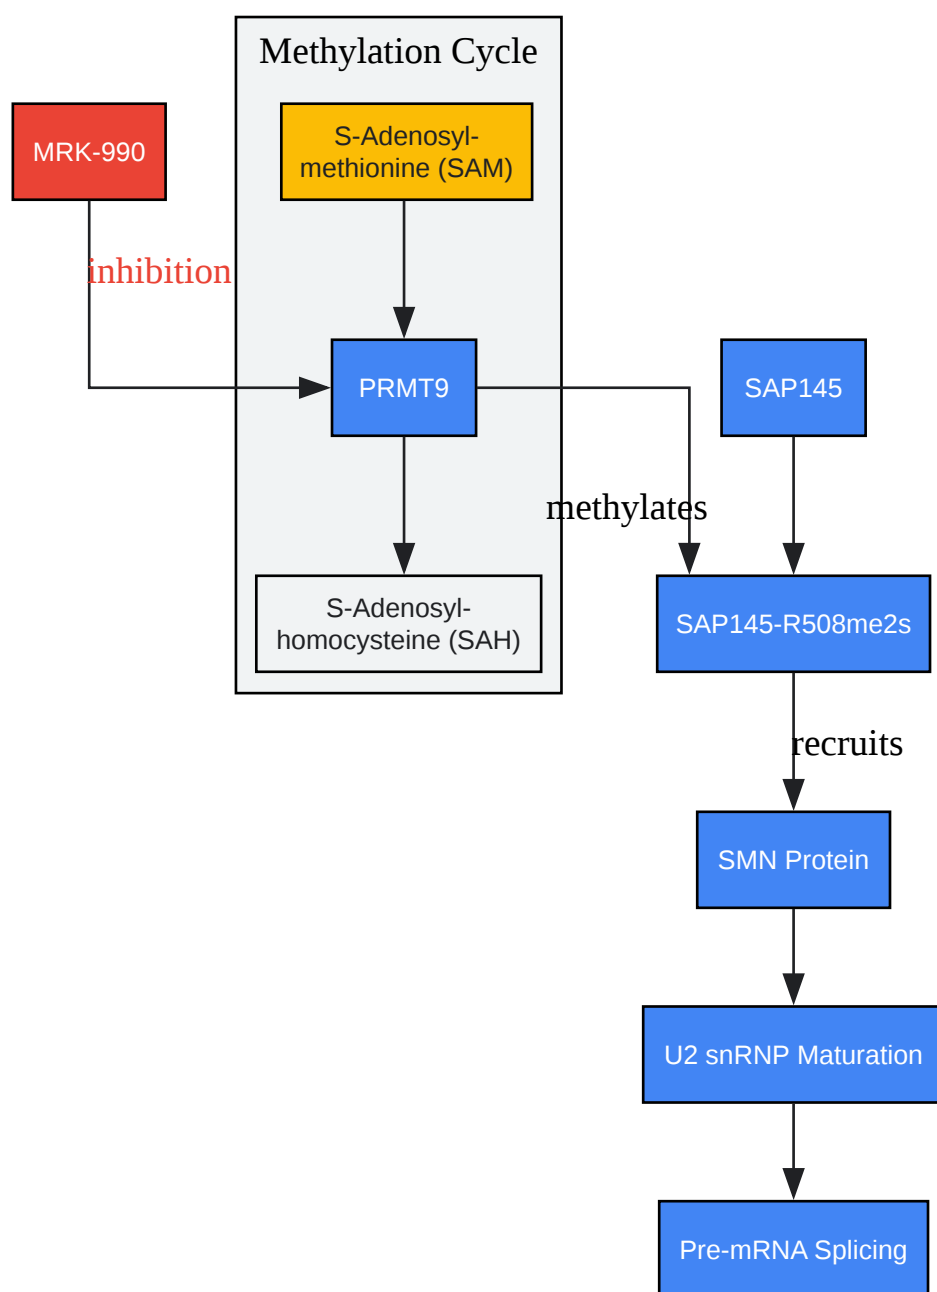 Methylation Cycle
MRK-990
S-Adenosyl-
methionine (SAM)
inhibition
PRMT9
SAP145
methylates
S-Adenosyl-
homocysteine (SAH)
SAP145-R508me2s
recruits
SMN Protein
U2 snRNP Maturation
Pre-mRNA Splicing